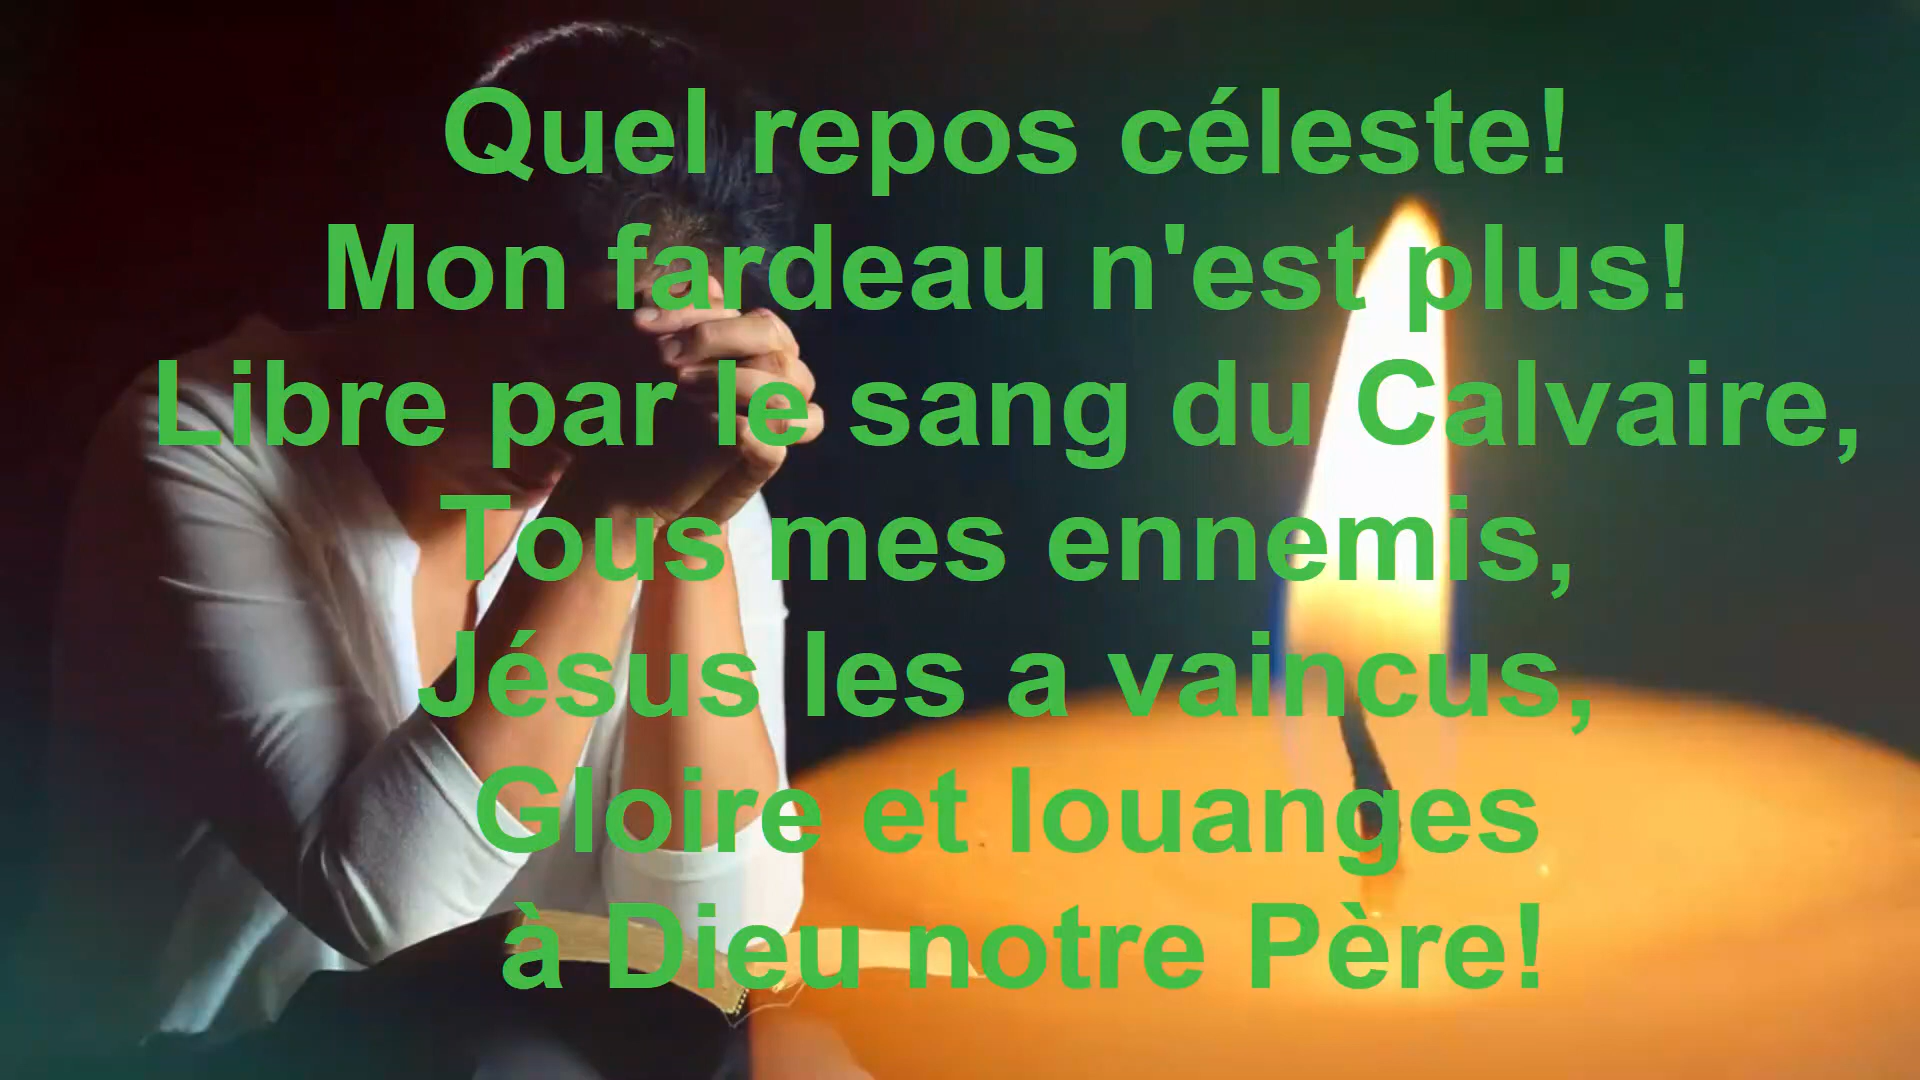 Quel repos céleste!
Mon fardeau n'est plus!
Libre par le sang du Calvaire,
Tous mes ennemis,
Jésus les a vaincus,
Gloire et louanges
à Dieu notre Père!